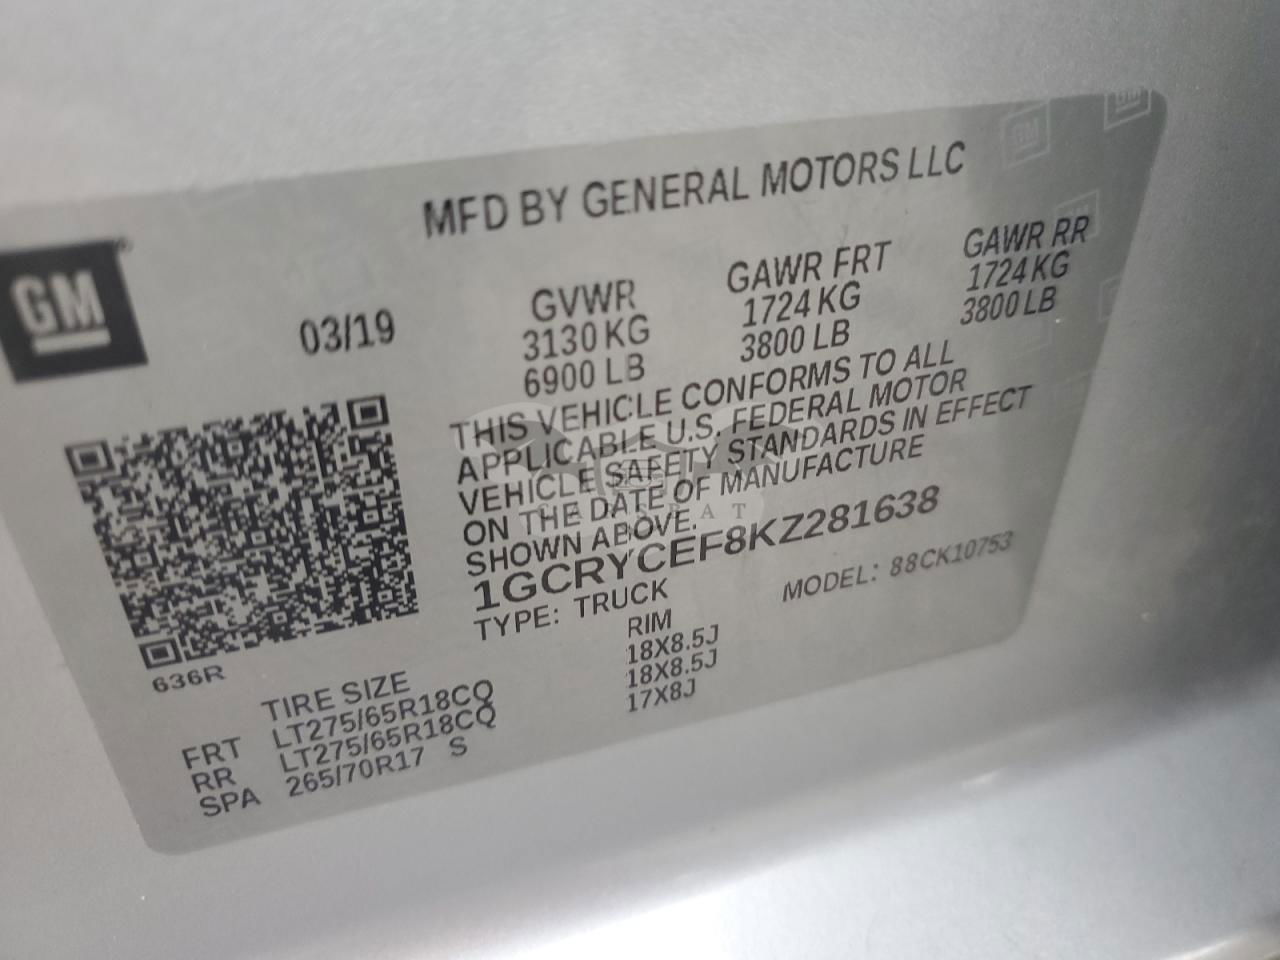 MFD BY GENERAL MOTORS LLC
GM
03/19
GVWR
3130 KG
6900 LB
GAWR FRT
1724 KG
3800 LB
GAWR RR
1724 KG
3800 LB
THIS VEHICLE CONFORMS TO ALL
APPLICABLE U.S. FEDERAL MOTOR
VEHICLE SAFETY STANDARDS IN EFFECT
ON THE DATE OF MANUFACTURE
SHOWN ABOVE.
1GCRYCEF8KZ281638
TYPE: TRUCK
MODEL: 88CK10753
636R
TIRE SIZE RIM
FRT LT275/65R18CQ 18X8.5J
RR LT275/65R18CQ 18X8.5J
SPA 265/70R17 S 17X8J